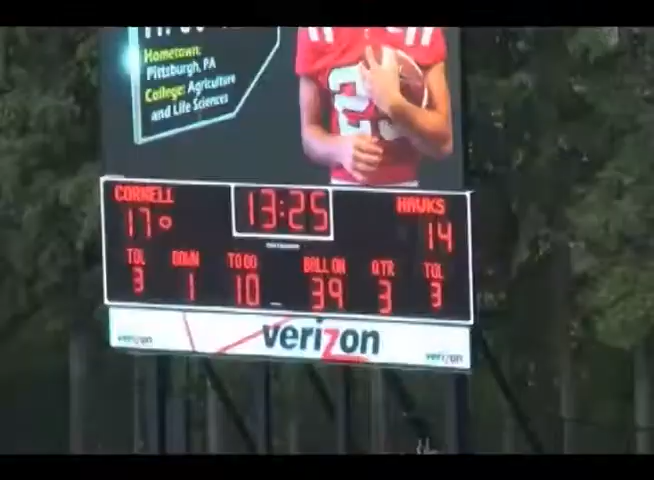 Hometown:
Pittsburgh, PA
College: Agriculture
and Life Sciences
CORNELL 13:25 HAWKS
17 14
TOL DOWN TO GO BALL ON QTR TOL
3 1 10 39 3 3
verizon verizon verizon